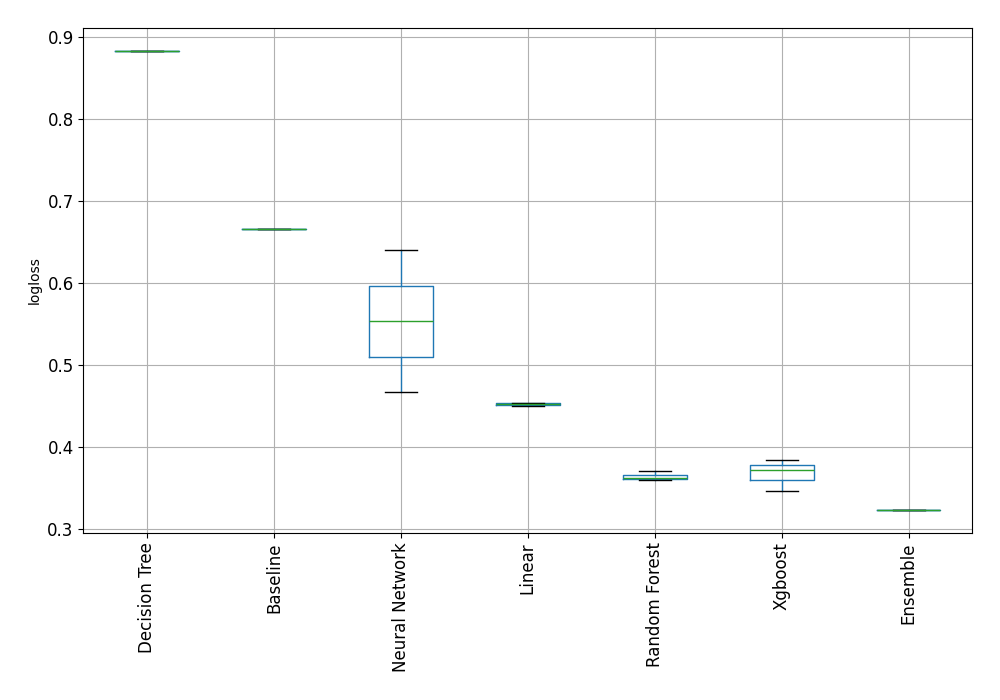 0.9
0.8
0.7
0.6
0.5
0.4
0.3
logloss
Decision Tree
Baseline
Neural Network
Linear
Random Forest
Xgboost
Ensemble